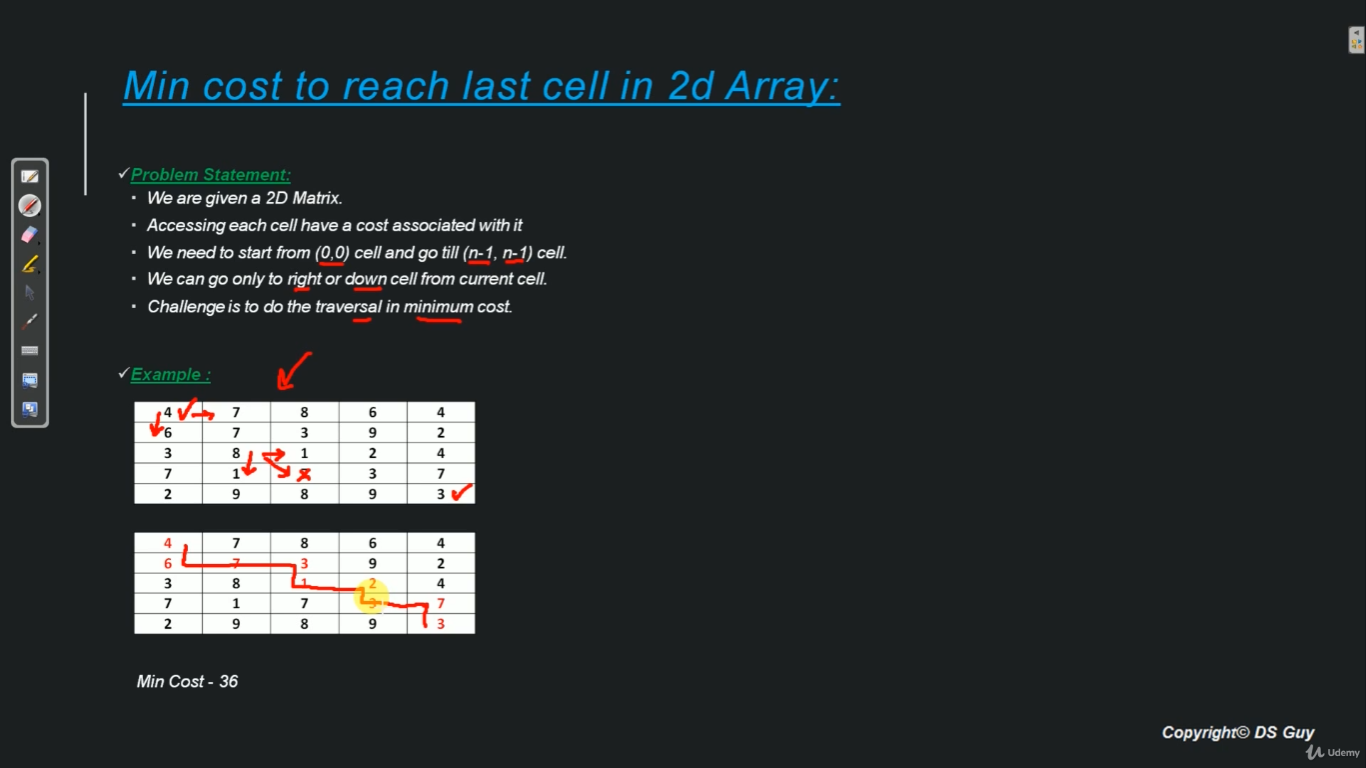 Min cost to reach last cell in 2d Array:
✓Problem Statement:
▪ We are given a 2D Matrix.
▪ Accessing each cell have a cost associated with it
▪ We need to start from (0,0) cell and go till (n-1, n-1) cell.
▪ We can go only to right or down cell from current cell.
▪ Challenge is to do the traversal in minimum cost.
✓Example :
4 7 8 6 4
6 7 3 9 2
3 8 1 2 4
7 1 3 7
2 9 8 9 3
4 7 8 6 4
6 7 3 9 2
3 8 1 2 4
7 1 7 3 7
2 9 8 9 3
Min Cost - 36
Copyright© DS Guy
Udemy